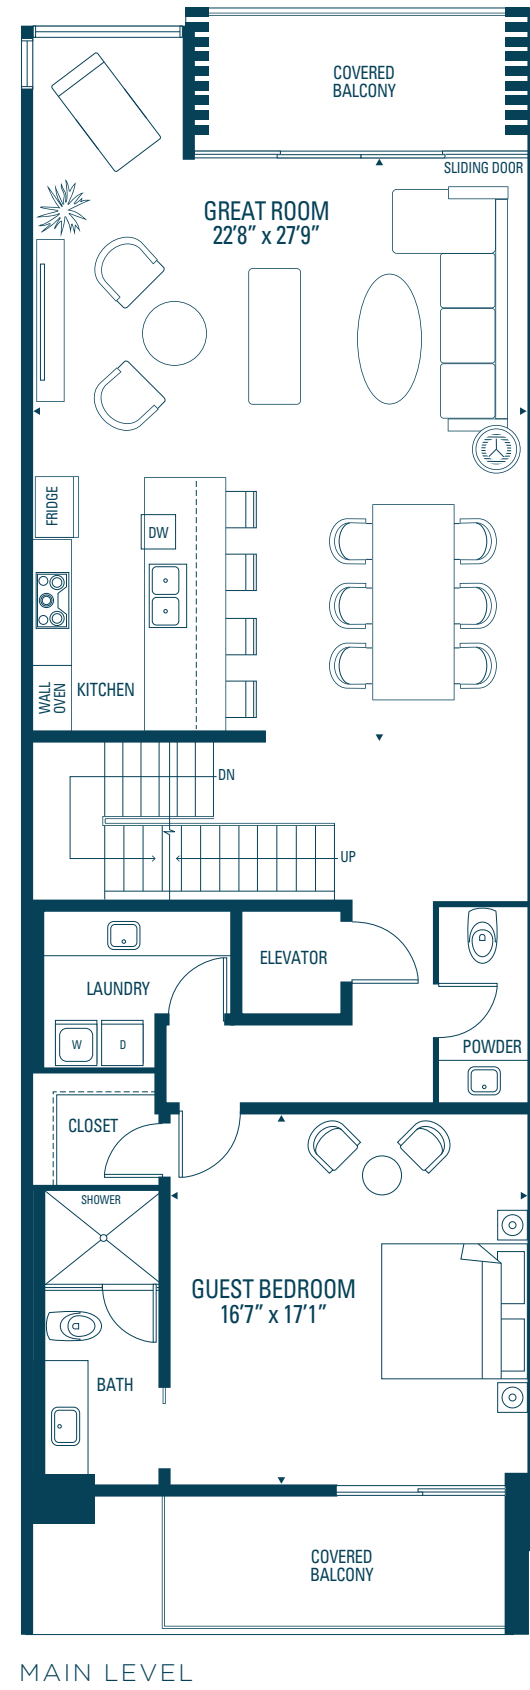 COVERED
BALCONY
SLIDING DOOR
GREAT ROOM
22'8" x 27'9"
FRIDGE
DW
WALL
OVEN
KITCHEN
DN
UP
ELEVATOR
LAUNDRY
W
D
POWDER
CLOSET
SHOWER
GUEST BEDROOM
16'7" x 17'1"
BATH
COVERED
BALCONY
MAIN LEVEL